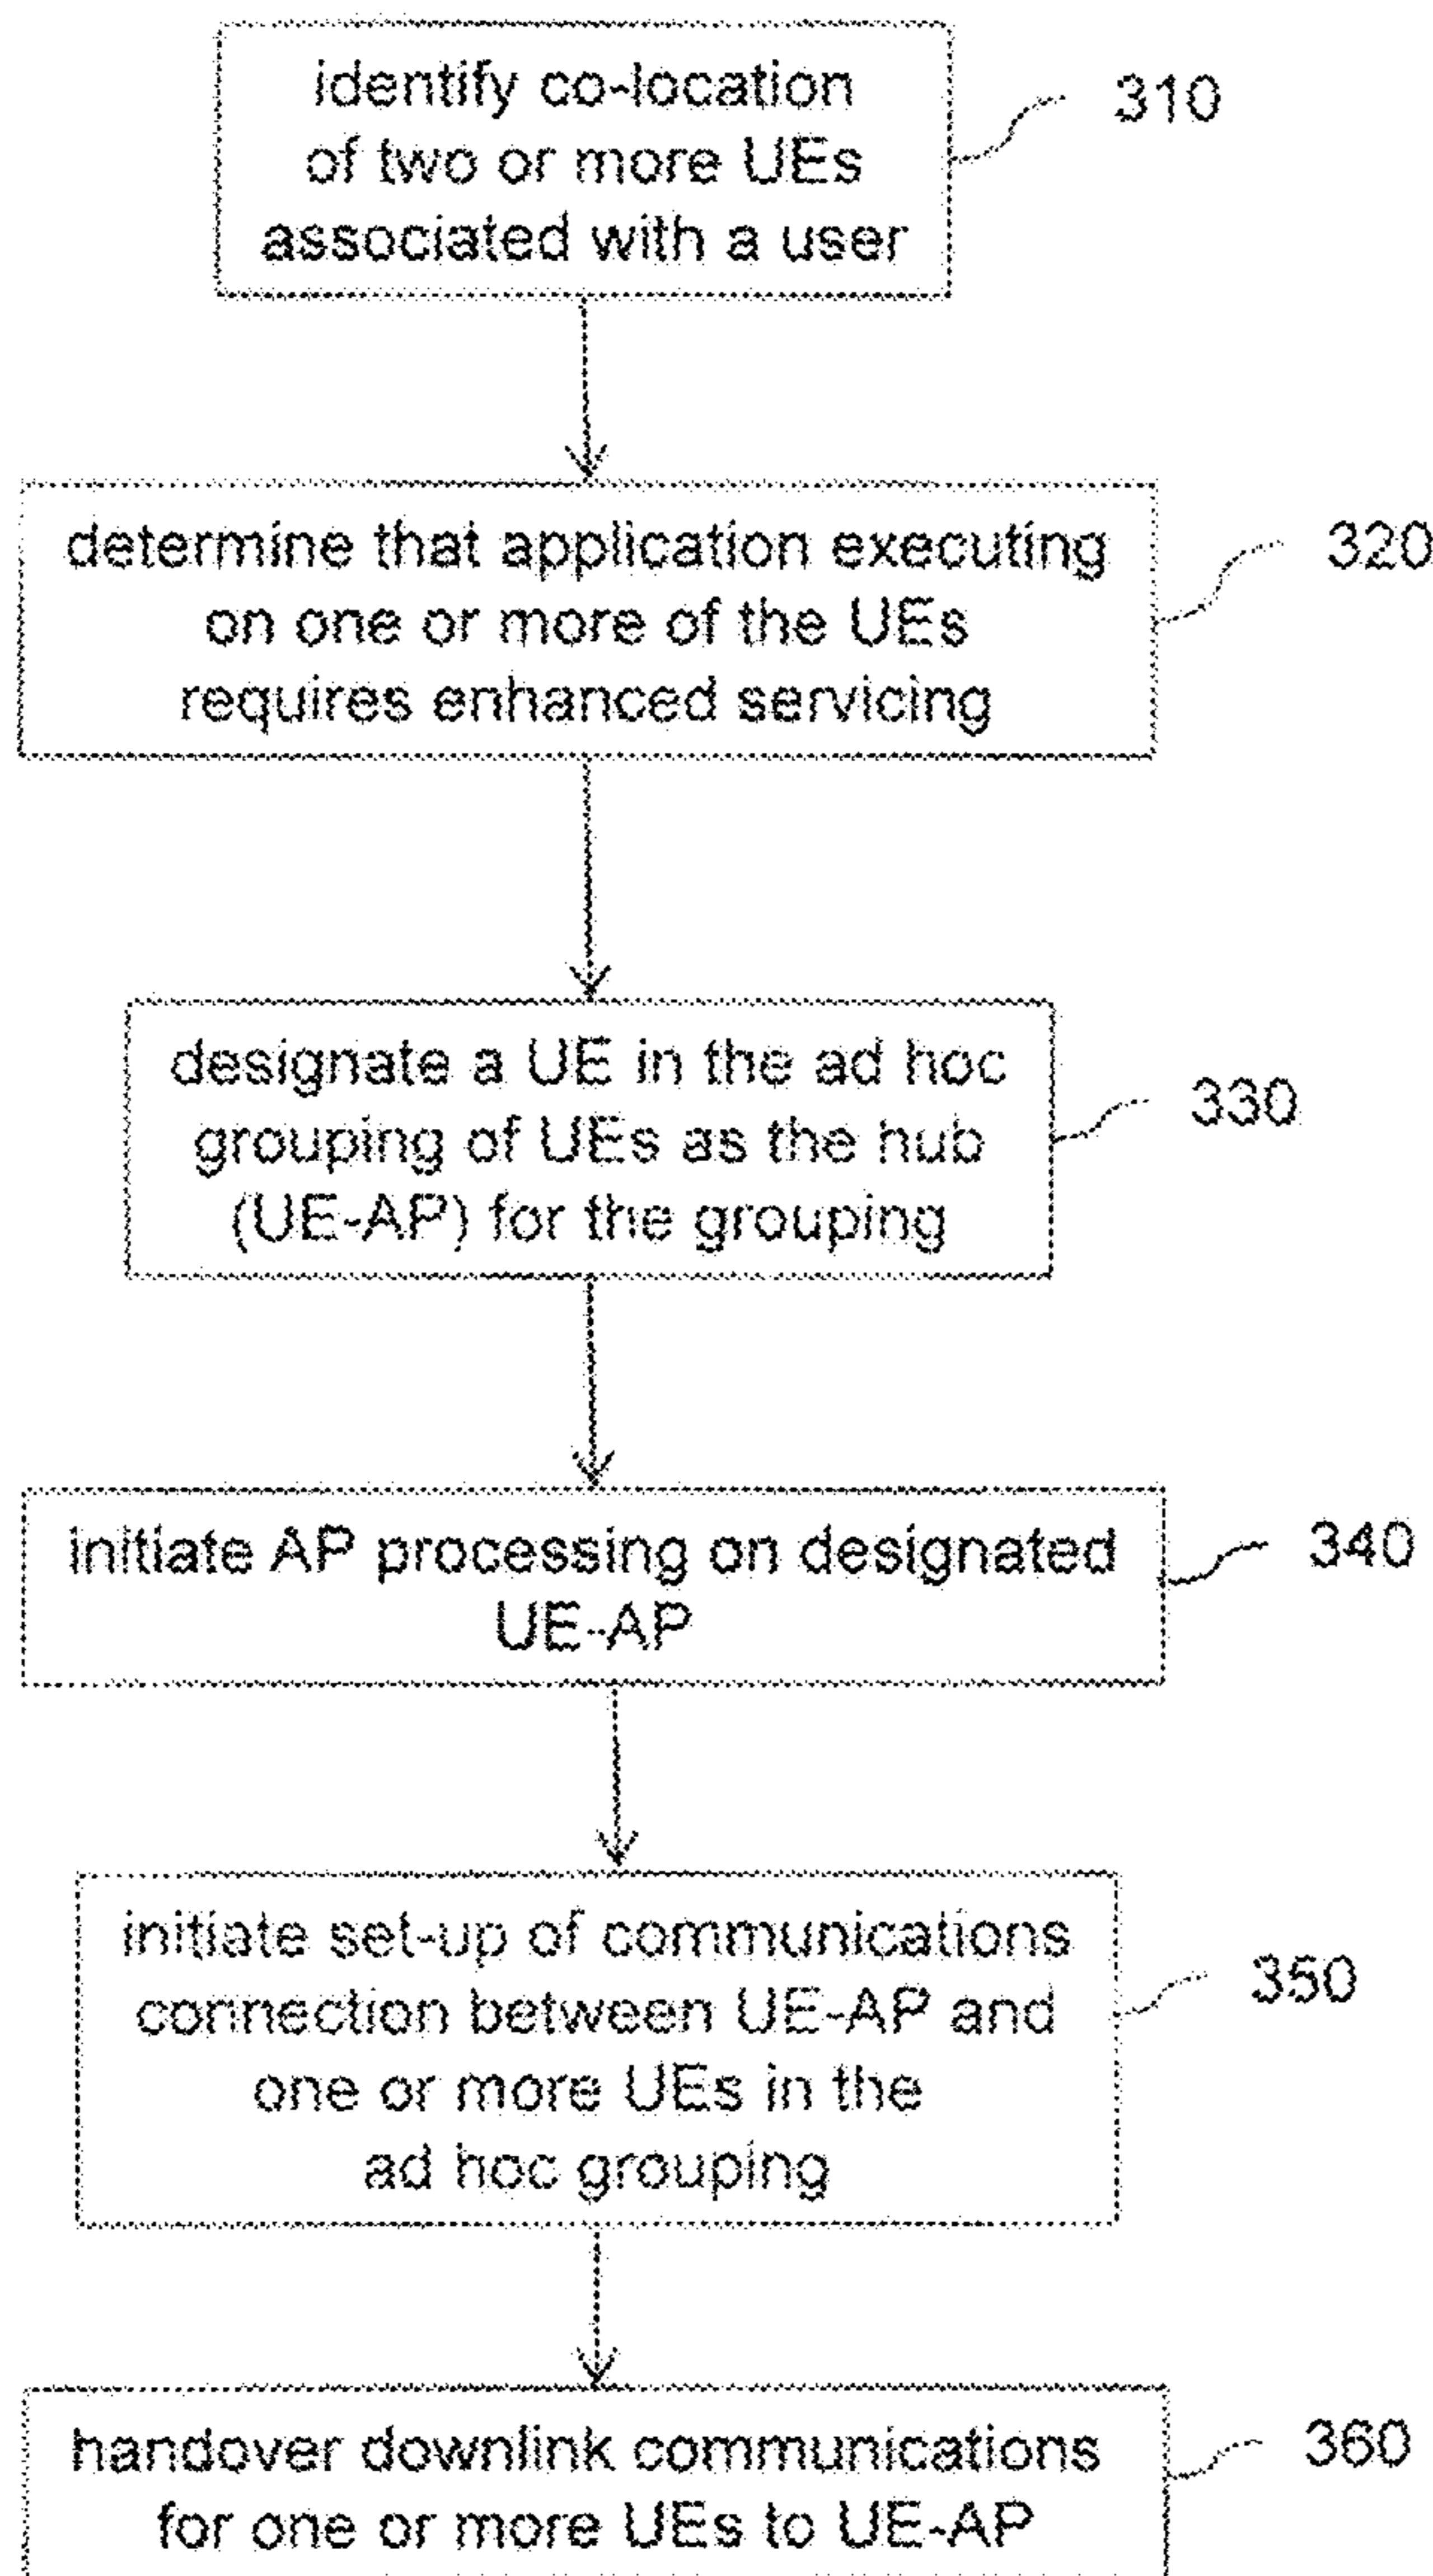 identify co-location
of two or more UEs
associated with a user
310
determine that application executing
on one or more of the UEs
requires enhanced servicing
320
designate a UE in the ad hoc
grouping of UEs as the hub
(UE-AP) for the grouping
330
initiate AP processing on designated
UE-AP
340
initiate set-up of communications
connection between UE-AP and
one or more UEs in the
ad hoc grouping
350
handover downlink communications
for one or more UEs to UE-AP
360